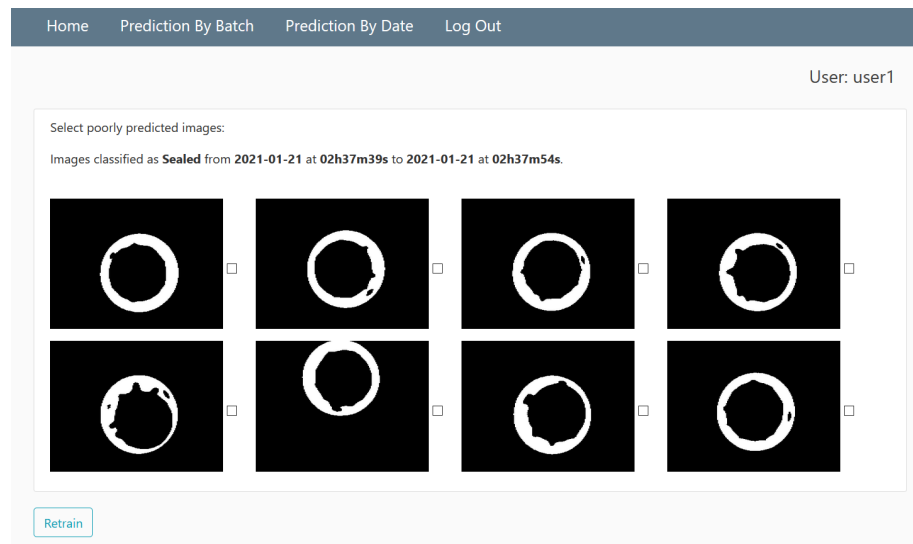 Home Prediction By Batch Prediction By Date Log Out
User: user1
Select poorly predicted images:
Images classified as Sealed from 2021-01-21 at 02h37m39s to 2021-01-21 at 02h37m54s.
Retrain